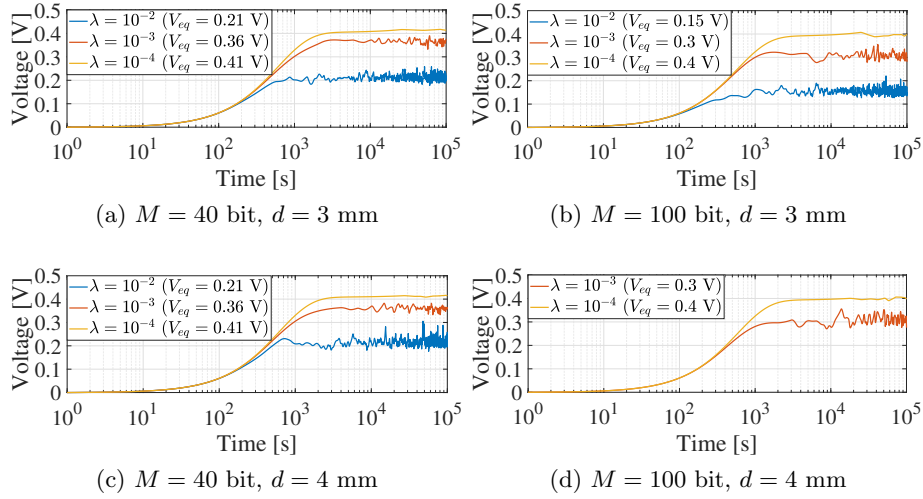 0.5
0.4
0.3
0.2
0.1
0
Voltage [V]
λ = 10^-2 (V_eq = 0.21 V)
λ = 10^-3 (V_eq = 0.36 V)
λ = 10^-4 (V_eq = 0.41 V)
10^0 10^1 10^2 10^3 10^4 10^5
Time [s]
(a) M = 40 bit, d = 3 mm
0.5
0.4
0.3
0.2
0.1
0
Voltage [V]
λ = 10^-2 (V_eq = 0.15 V)
λ = 10^-3 (V_eq = 0.3 V)
λ = 10^-4 (V_eq = 0.4 V)
10^0 10^1 10^2 10^3 10^4 10^5
Time [s]
(b) M = 100 bit, d = 3 mm
0.5
0.4
0.3
0.2
0.1
0
Voltage [V]
λ = 10^-2 (V_eq = 0.21 V)
λ = 10^-3 (V_eq = 0.36 V)
λ = 10^-4 (V_eq = 0.41 V)
10^0 10^1 10^2 10^3 10^4 10^5
Time [s]
(c) M = 40 bit, d = 4 mm
0.5
0.4
0.3
0.2
0.1
0
Voltage [V]
λ = 10^-3 (V_eq = 0.3 V)
λ = 10^-4 (V_eq = 0.4 V)
10^0 10^1 10^2 10^3 10^4 10^5
Time [s]
(d) M = 100 bit, d = 4 mm